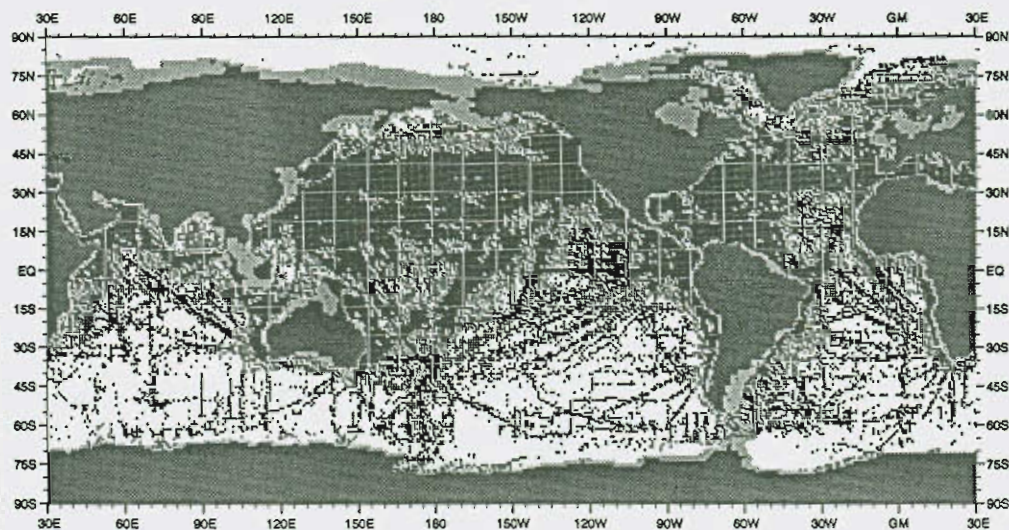 30E 60E 90E 120E 150E 180 150W 120W 90W 60W 30W GM 30E
90N 90N
75N 75N
60N 60N
45N 45N
30N 30N
15N 15N
EQ EQ
15S 15S
30S 30S
45S 45S
60S 60S
75S 75S
90S 90S
30E 60E 90E 120E 150E 180 150W 120W 90W 60W 30W GM 30E